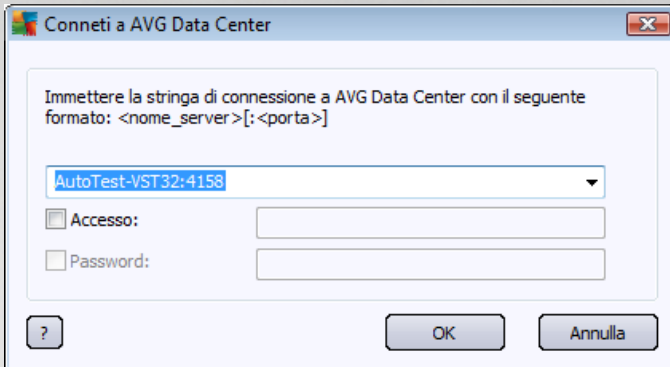 Conneti a AVG Data Center
Immettere la stringa di connessione a AVG Data Center con il seguente
formato: <nome_server>[:<porta>]
AutoTest-VST32:4158
Accesso:
Password:
?
OK
Annulla